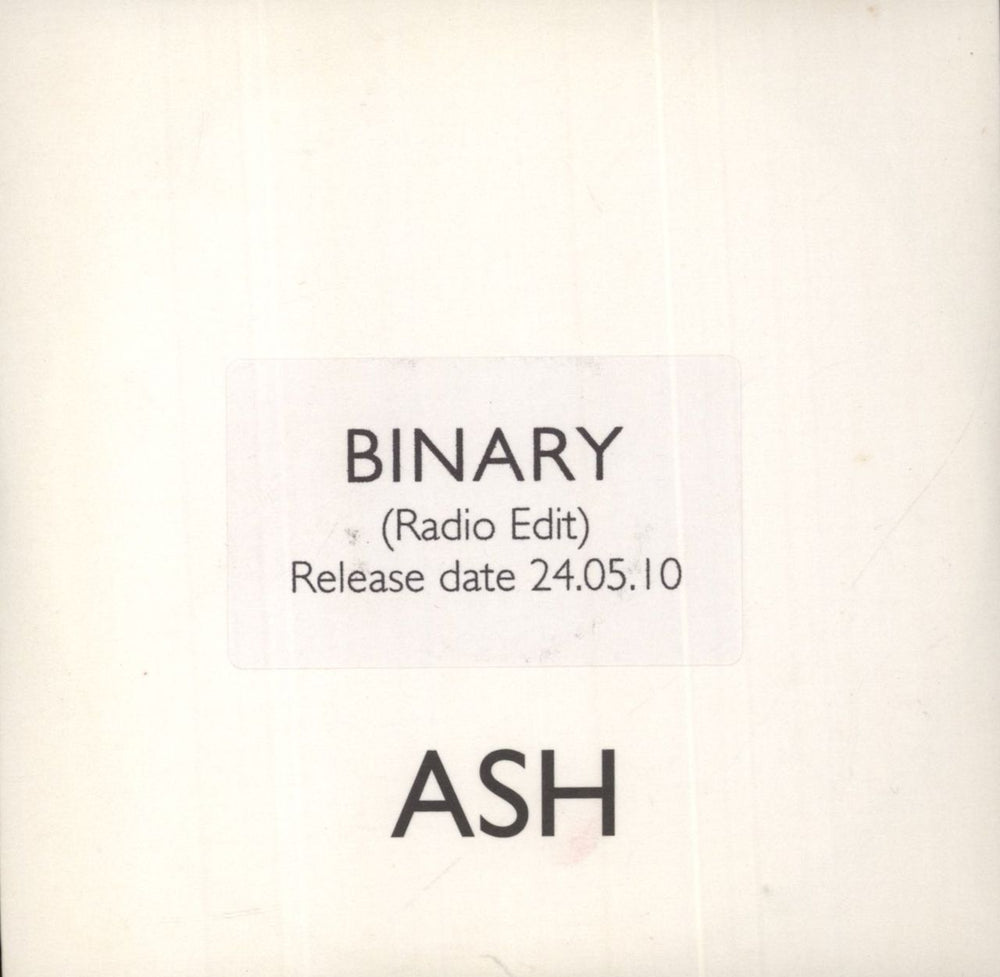 BINARY
(Radio Edit)
Release date 24.05.10
ASH